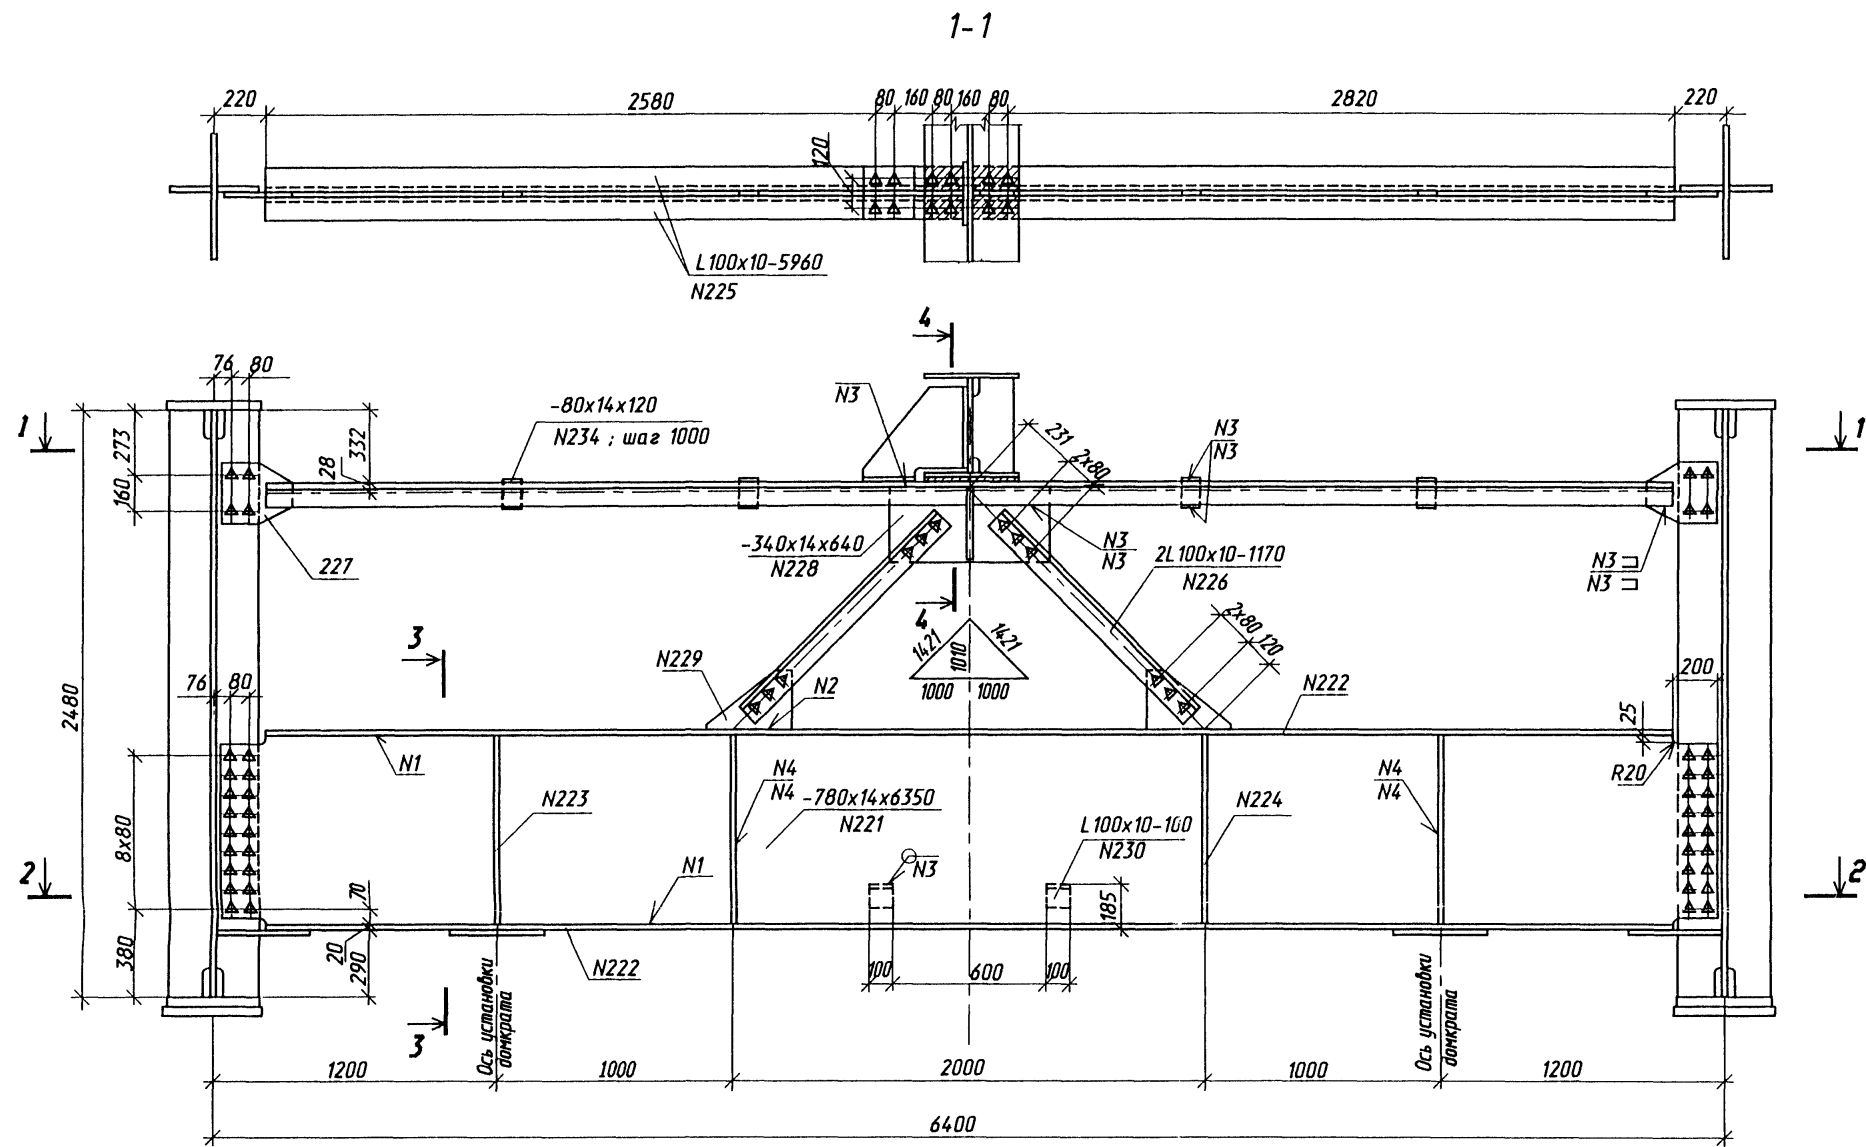 1-1
220
2580
80
160
80
160
80
2820
220
120
L100x10-5960
N225
4
76
80
N3
-80x14x120
N234 ; шаг 1000
231
2x80
N3
N3
1
273
332
28
160
1
-340x14x640
N228
N3
N3
2L100x10-1170
N226
227
N3
N3
4
1421
1421
1010
1000
1000
2x80
120
3
N229
N2
N222
200
76
80
2480
25
N1
R20
N223
N4
N4
-780x14x6350
N221
N224
N4
N4
8x80
L100x10-100
N230
N1
N3
2
70
185
2
380
20
290
N222
100
600
100
3
Ось установки
домкрата
Ось установки
домкрата
1200
1000
2000
1000
1200
6400